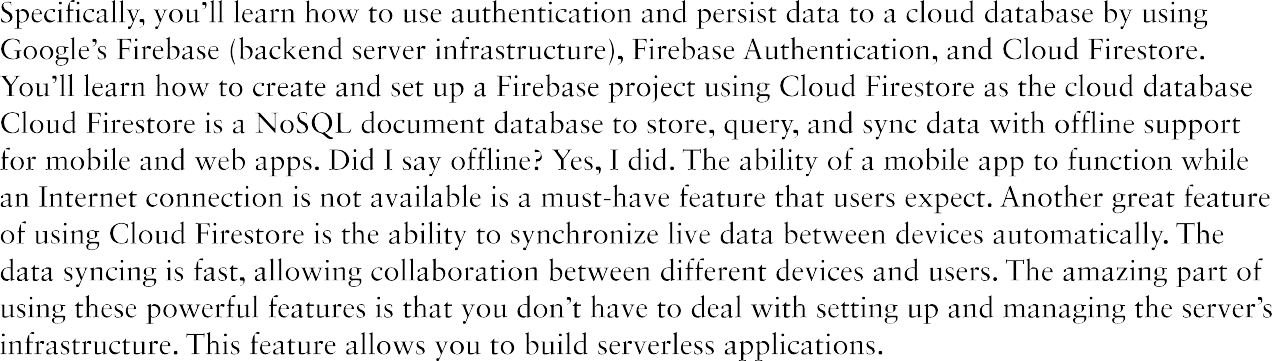 Specifically, you’ll learn how to use authentication and persist data to a cloud database by using
Google’s Firebase (backend server infrastructure), Firebase Authentication, and Cloud Firestore.
You’ll learn how to create and set up a Firebase project using Cloud Firestore as the cloud database
Cloud Firestore is a NoSQL document database to store, query, and sync data with offline support
for mobile and web apps. Did I say offline? Yes, I did. The ability of a mobile app to function while
an Internet connection is not available is a must-have feature that users expect. Another great feature
of using Cloud Firestore is the ability to synchronize live data between devices automatically. The
data syncing is fast, allowing collaboration between different devices and users. The amazing part of
using these powerful features is that you don’t have to deal with setting up and managing the server’s
infrastructure. This feature allows you to build serverless applications.